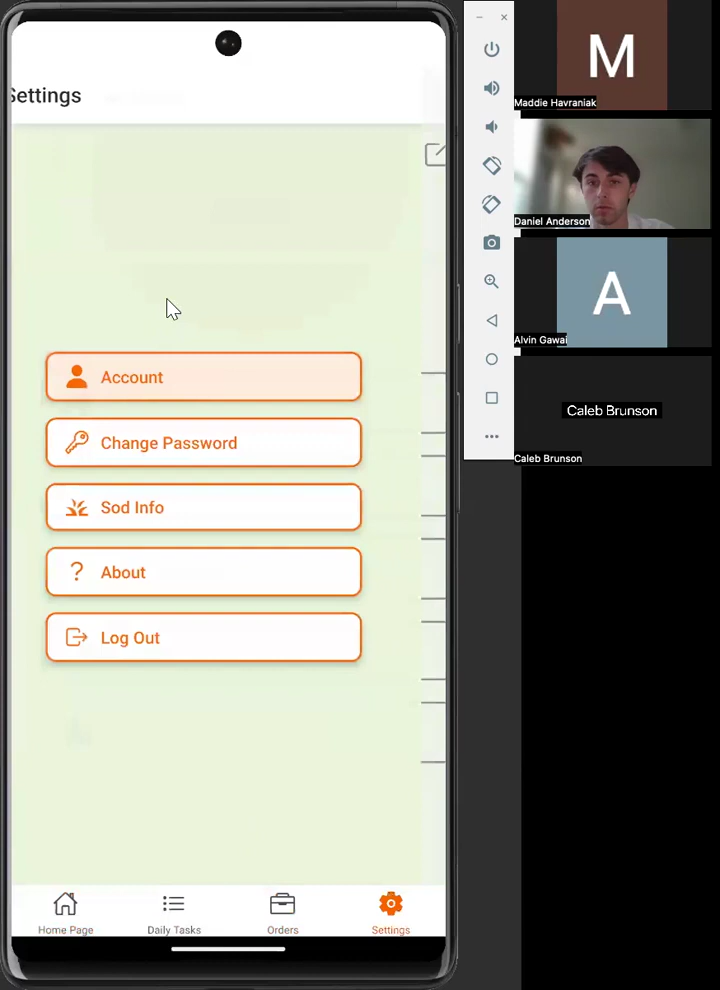 Settings
Account
Change Password
Sod Info
? About
Log Out
Home Page
Daily Tasks
Orders
Settings
M
Maddie Havraniak
Daniel Anderson
A
Alvin Gawai
Caleb Brunson
Caleb Brunson